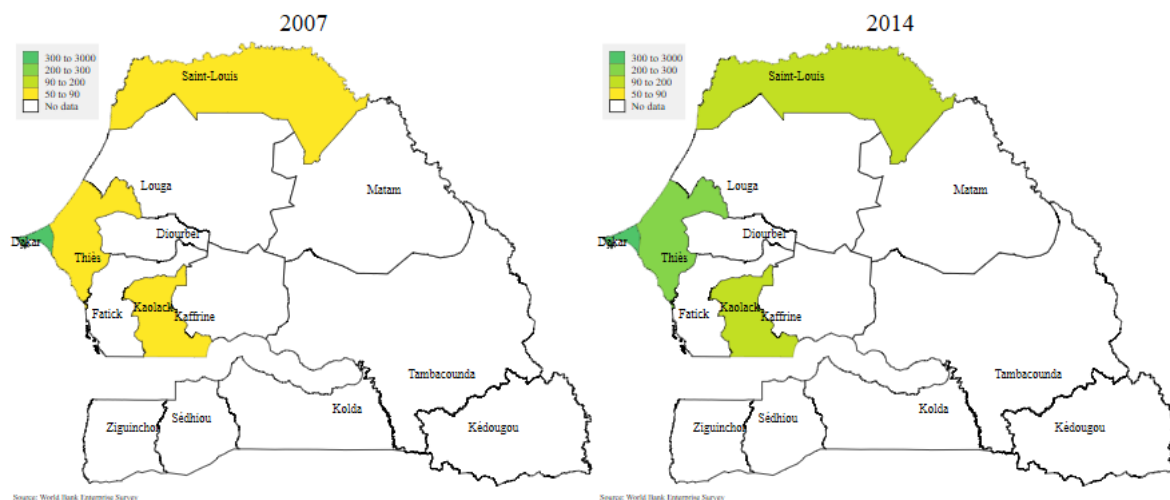 2007
300 to 3000
200 to 300
90 to 200
50 to 90
No data
Saint-Louis
Louga
Matam
Dakar
Diourbel
Thiès
Fatick
Kaolack
Kaffrine
Tambacounda
Kolda
Sédhiou
Ziguinchor
Kédougou
Source: World Bank Enterprise Survey
2014
300 to 3000
200 to 300
90 to 200
50 to 90
No data
Saint-Louis
Louga
Matam
Dakar
Diourbel
Thiès
Fatick
Kaolack
Kaffrine
Tambacounda
Kolda
Sédhiou
Ziguinchor
Kédougou
Source: World Bank Enterprise Survey